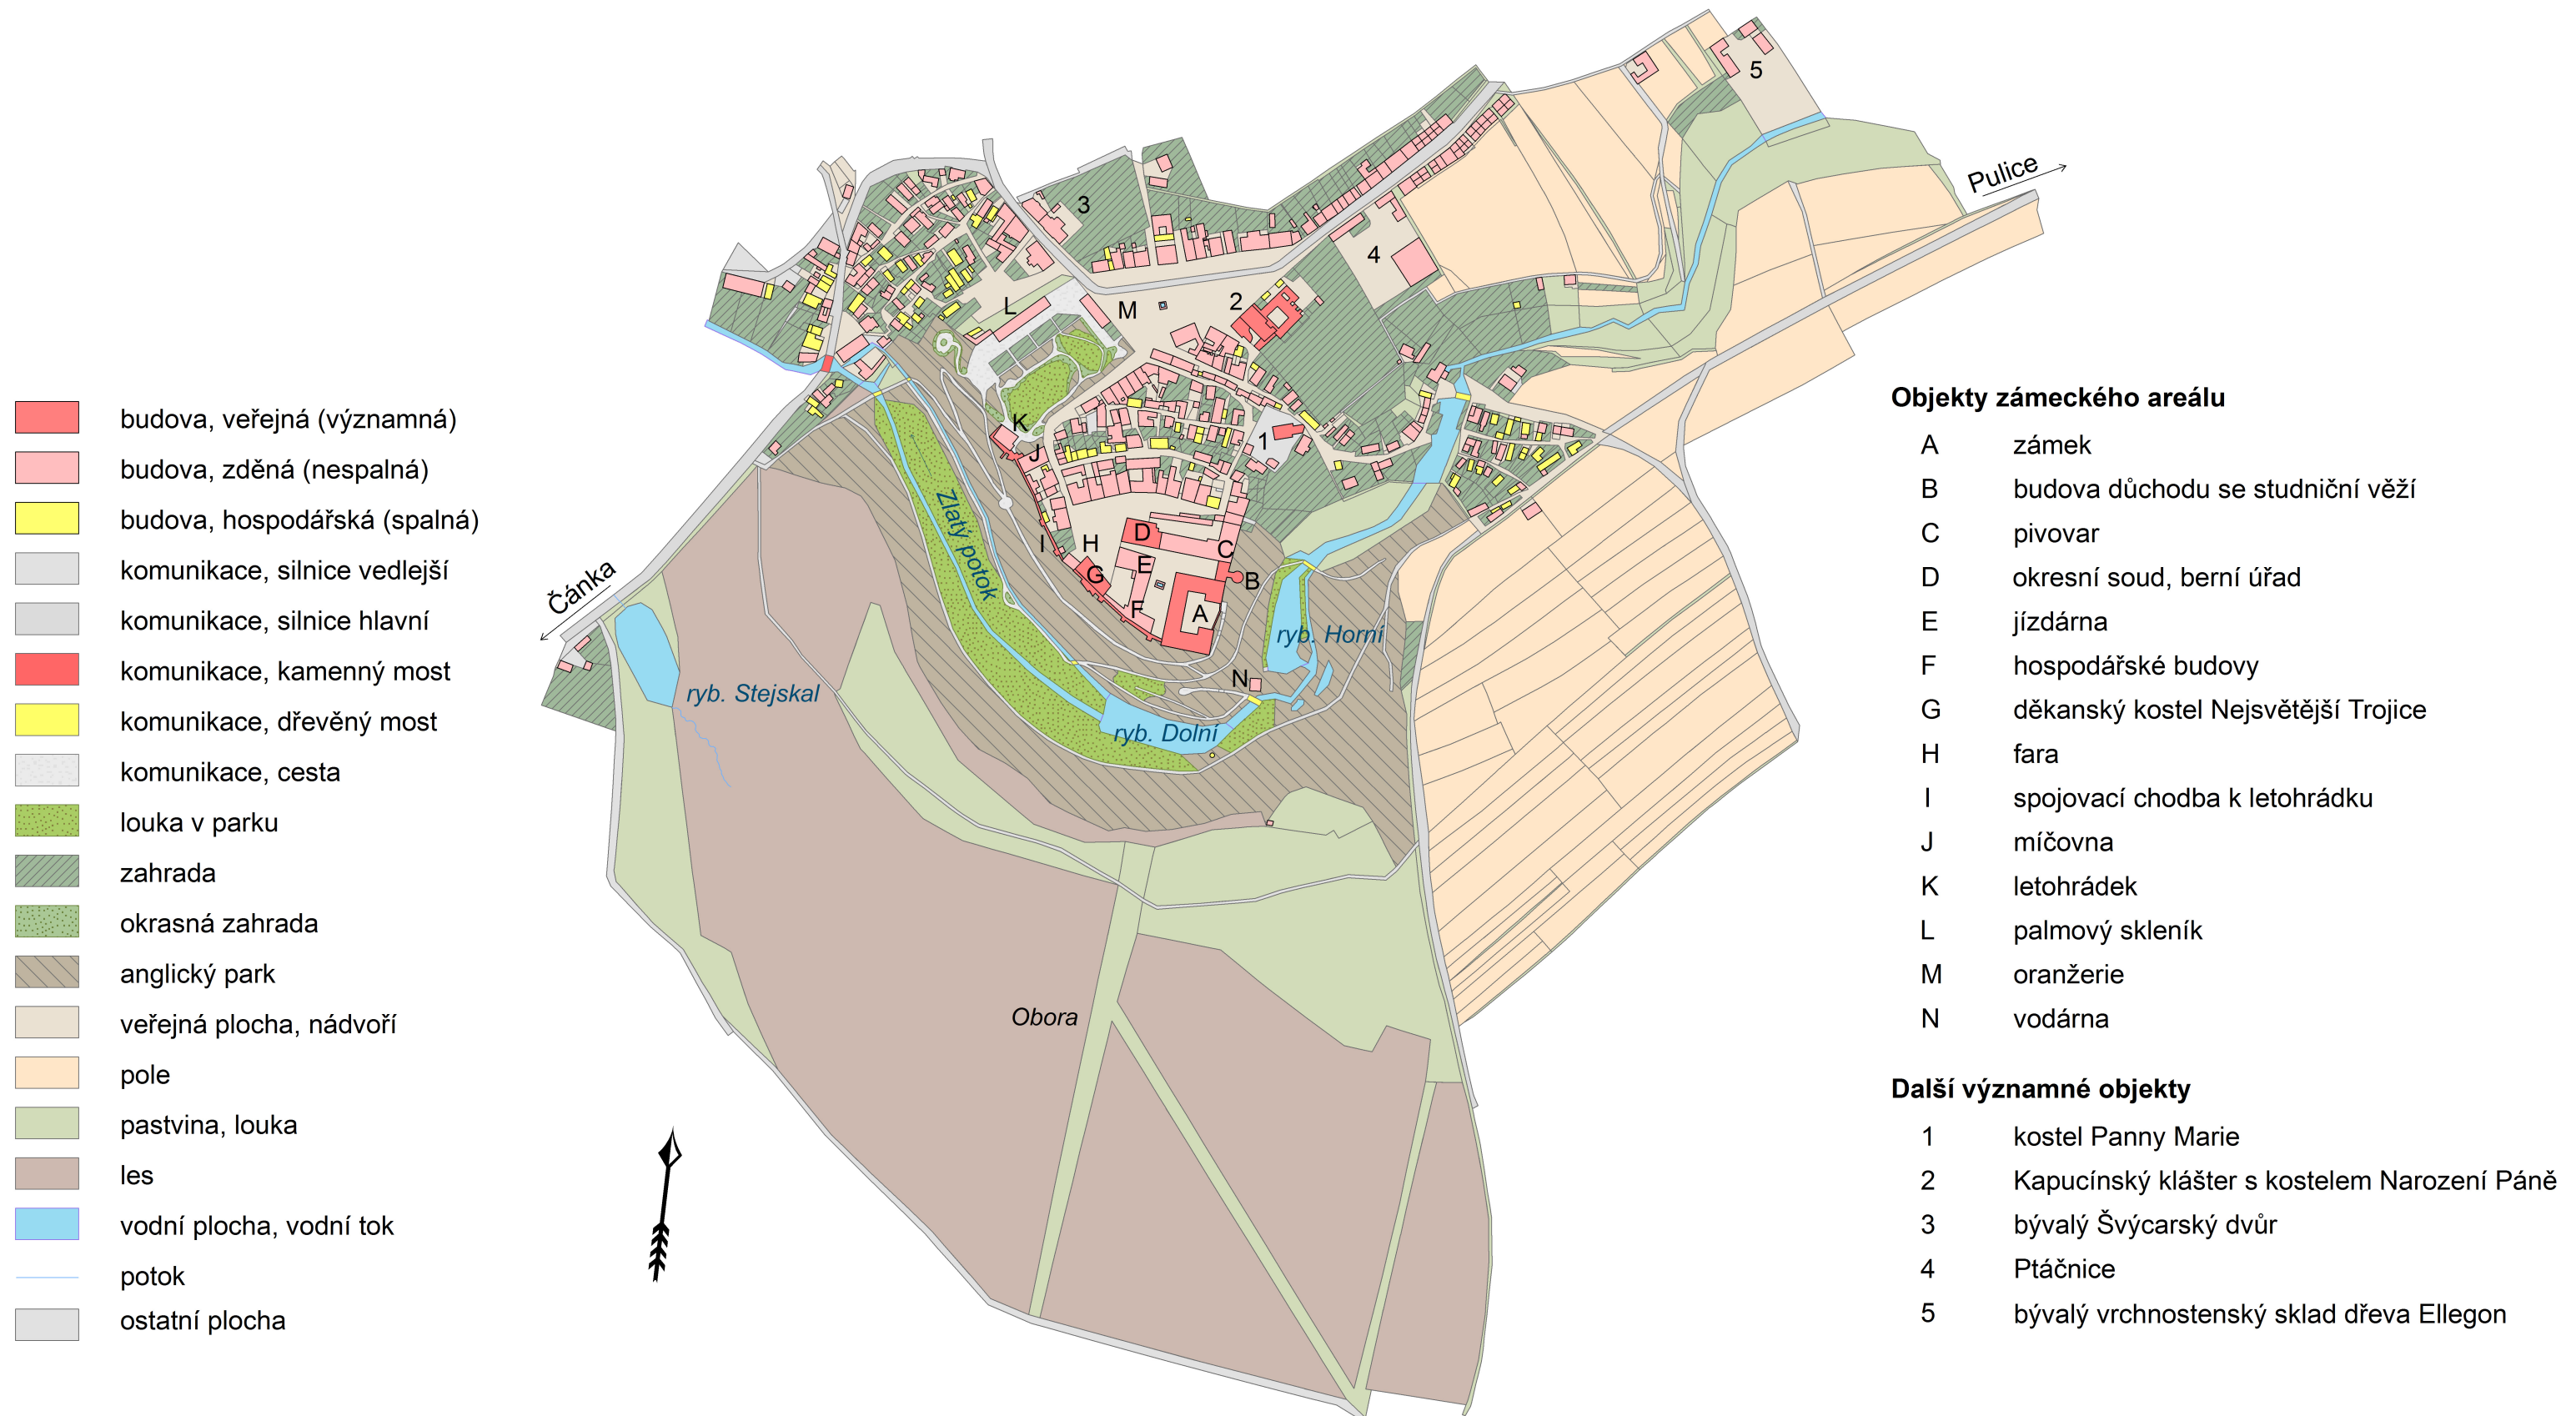 budova, veřejná (významná)
budova, zděná (nespalná)
budova, hospodářská (spalná)
komunikace, silnice vedlejší
komunikace, silnice hlavní
komunikace, kamenný most
komunikace, dřevěný most
komunikace, cesta
louka v parku
zahrada
okrasná zahrada
anglický park
veřejná plocha, nádvoří
pole
pastvina, louka
les
vodní plocha, vodní tok
potok
ostatní plocha
5
Pulice
3
4
L
M
2
K
J
1
Zlatý potok
I
H
D
C
E
G
B
F
A
Čánka
ryb. Horní
N
ryb. Stejskal
ryb. Dolní
Obora
Objekty zámeckého areálu
A zámek
B budova důchodu se studniční věží
C pivovar
D okresní soud, berní úřad
E jízdárna
F hospodářské budovy
G děkanský kostel Nejsvětější Trojice
H fara
I spojovací chodba k letohrádku
J míčovna
K letohrádek
L palmový skleník
M oranžerie
N vodárna
Další významné objekty
1 kostel Panny Marie
2 Kapucínský klášter s kostelem Narození Páně
3 bývalý Švýcarský dvůr
4 Ptáčnice
5 bývalý vrchnostenský sklad dřeva Ellegon